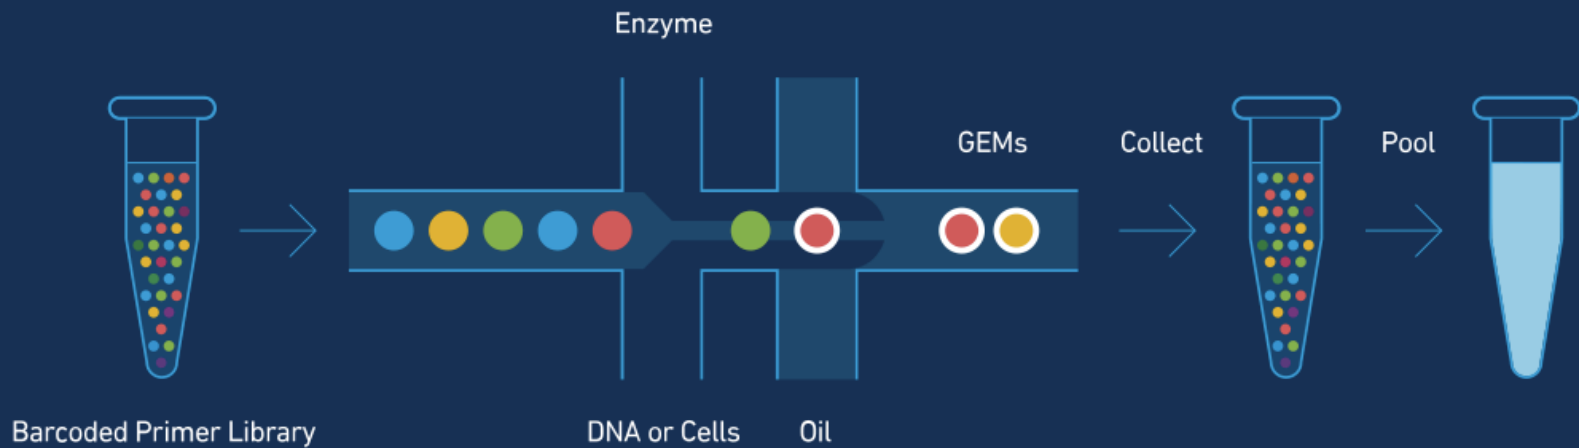 Enzyme
GEMs
Collect
Pool
Barcoded Primer Library
DNA or Cells
Oil